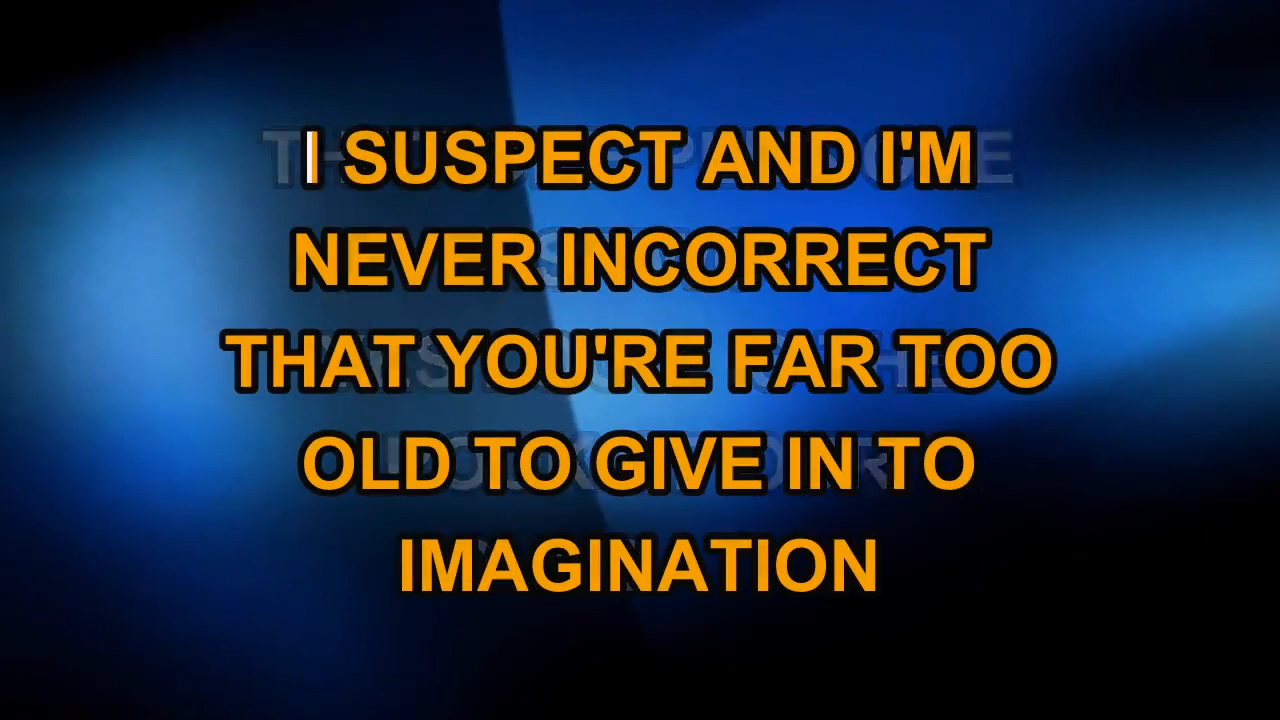 I SUSPECT AND I'M
NEVER INCORRECT
THAT YOU'RE FAR TOO
OLD TO GIVE IN TO
IMAGINATION